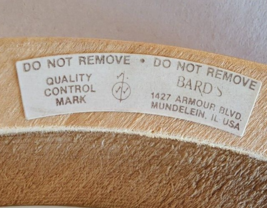 DO NOT REMOVE • DO NOT REMOVE
QUALITY
CONTROL
MARK
BARD'S
1427 ARMOUR BLVD.
MUNDELEIN, IL USA